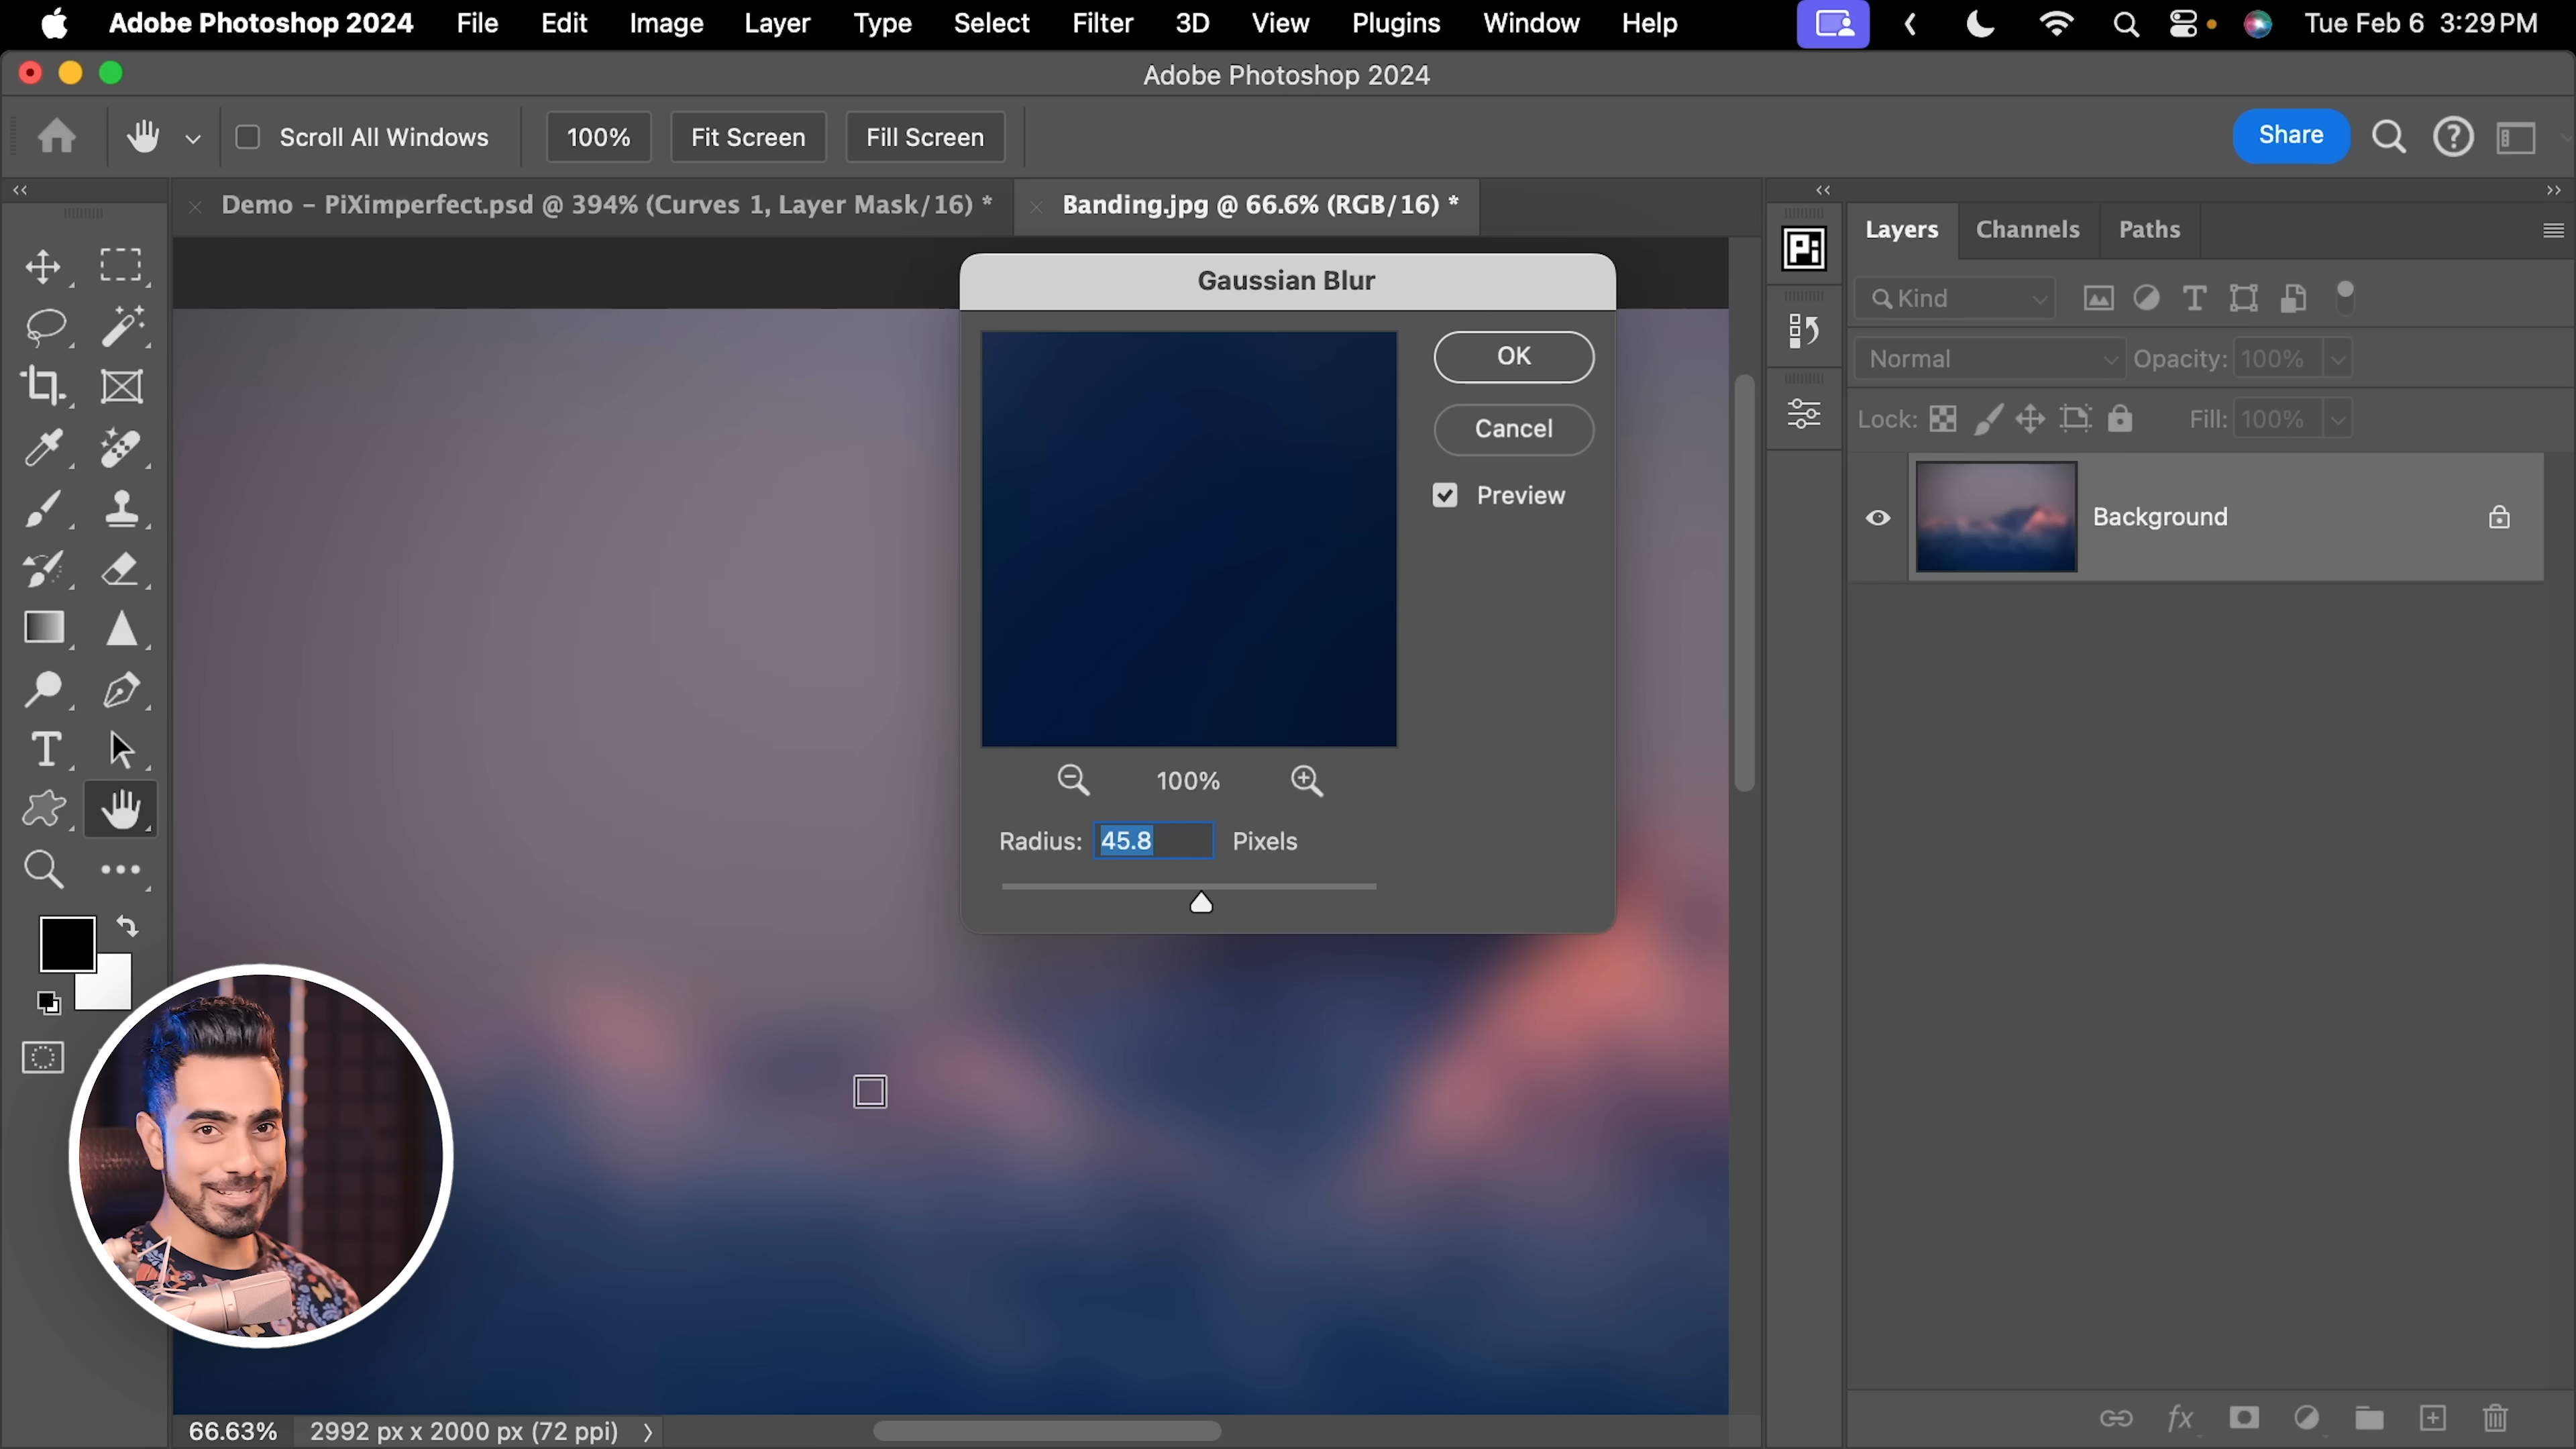 Adobe Photoshop 2024 File Edit Image Layer Type Select Filter 3D View Plugins Window Help Tue Feb 6 3:29 PM
Adobe Photoshop 2024
Scroll All Windows 100% Fit Screen Fill Screen Share
Demo – PiXimperfect.psd @ 394% (Curves 1, Layer Mask/16) * Banding.jpg @ 66.6% (RGB/16) *
Gaussian Blur
OK
Cancel
Preview
100%
Radius: 45.8 Pixels
Pi
Layers Channels Paths
Kind
Normal Opacity: 100%
Lock: Fill: 100%
Background
fx
66.63% 2992 px x 2000 px (72 ppi)